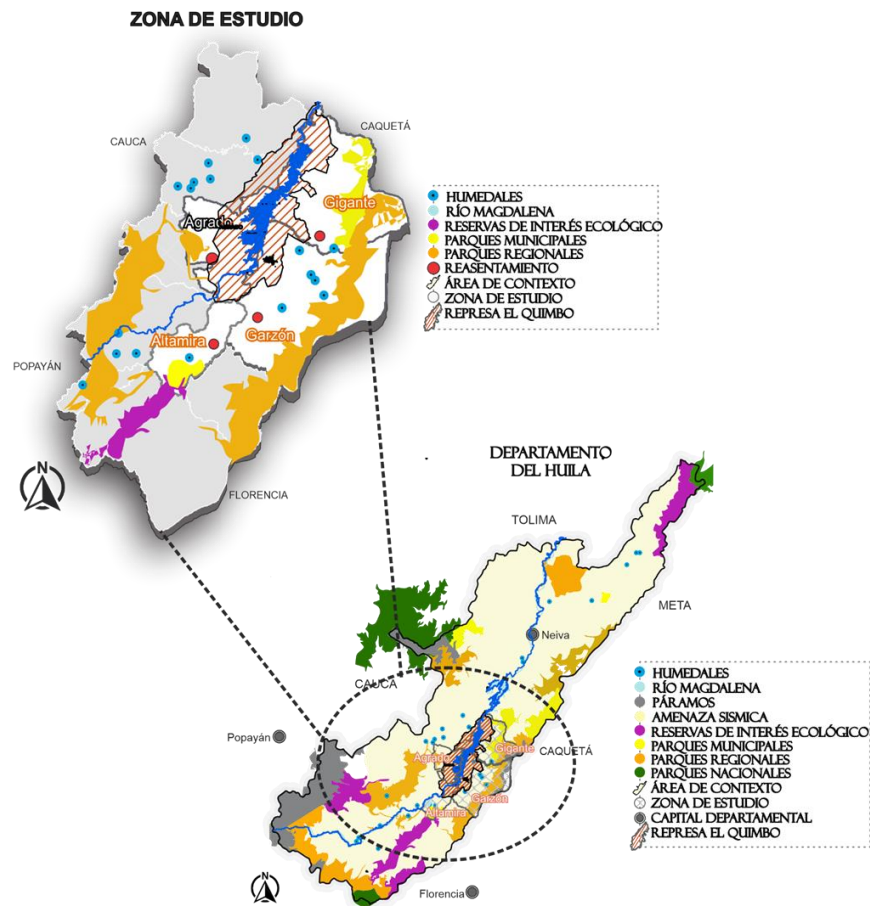 ZONA DE ESTUDIO
CAUCA
CAQUETÁ
Gigante
Agrado
Altamira
Garzón
POPAYÁN
FLORENCIA
N
HUMEDALES
RÍO MAGDALENA
RESERVAS DE INTERÉS ECOLÓGICO
PARQUES MUNICIPALES
PARQUES REGIONALES
REASENTAMIENTO
ÁREA DE CONTEXTO
ZONA DE ESTUDIO
REPRESA EL QUIMBO
DEPARTAMENTO
DEL HUILA
TOLIMA
META
Neiva
CAUCA
Popayán
CAQUETÁ
Gigante
Agrado
Garzón
Altamira
Florencia
N
HUMEDALES
RÍO MAGDALENA
PÁRAMOS
AMENAZA SISMICA
RESERVAS DE INTERÉS ECOLÓGICO
PARQUES MUNICIPALES
PARQUES REGIONALES
PARQUES NACIONALES
ÁREA DE CONTEXTO
ZONA DE ESTUDIO
CAPITAL DEPARTAMENTAL
REPRESA EL QUIMBO